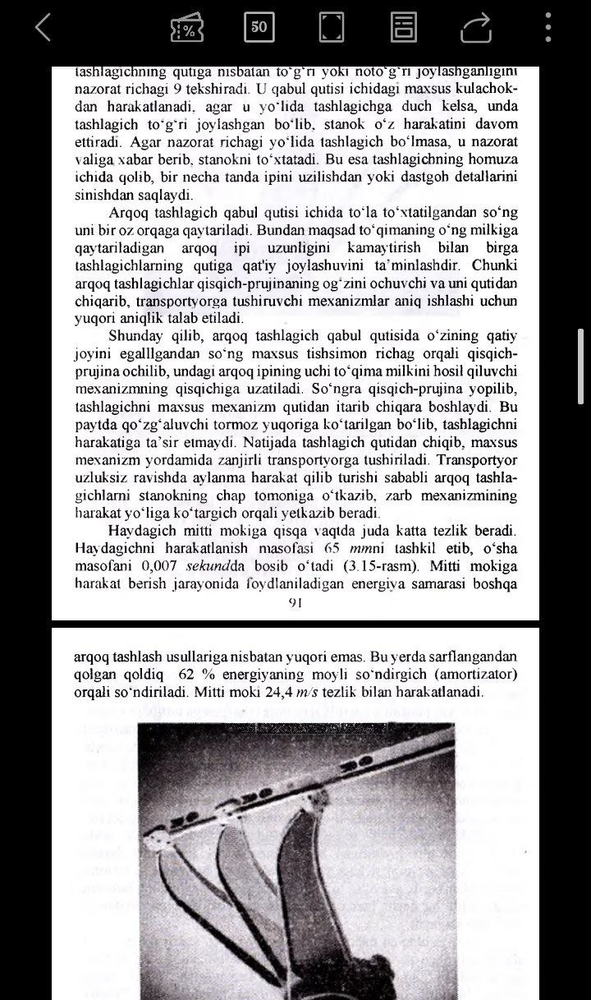 %
50
tashlagichning qutiga nisbatan to‘g‘ri yoki noto‘g‘ri joylashganligini
nazorat richagi 9 tekshiradi. U qabul qutisi ichidagi maxsus kulachok-
dan harakatlanadi, agar u yo‘lida tashlagichga duch kelsa, unda
tashlagich to‘g‘ri joylashgan bo‘lib, stanok o‘z harakatini davom
ettiradi. Agar nazorat richagi yo‘lida tashlagich bo‘lmasa, u nazorat
valiga xabar berib, stanokni to‘xtatadi. Bu esa tashlagichning homuza
ichida qolib, bir necha tanda ipini uzilishdan yoki dastgoh detallarini
sinishdan saqlaydi.
Arqoq tashlagich qabul qutisi ichida to‘la to‘xtatilgandan so‘ng
uni bir oz orqaga qaytariladi. Bundan maqsad to‘qimaning o‘ng milkiga
qaytariladigan arqoq ipi uzunligini kamaytirish bilan birga
tashlagichlarning qutiga qat'iy joylashuvini ta’minlashdir. Chunki
arqoq tashlagichlar qisqich-prujinaning og‘zini ochuvchi va uni qutidan
chiqarib, transportyorga tushiruvchi mexanizmlar aniq ishlashi uchun
yuqori aniqlik talab etiladi.
Shunday qilib, arqoq tashlagich qabul qutisida o‘zining qatiy
joyini egalllgandan so‘ng maxsus tishsimon richag orqali qisqich-
prujina ochilib, undagi arqoq ipining uchi to‘qima milkini hosil qiluvchi
mexanizmning qisqichiga uzatiladi. So‘ngra qisqich-prujina yopilib,
tashlagichni maxsus mexanizm qutidan itarib chiqara boshlaydi. Bu
paytda qo‘zg‘aluvchi tormoz yuqoriga ko‘tarilgan bo‘lib, tashlagichni
harakatiga ta’sir etmaydi. Natijada tashlagich qutidan chiqib, maxsus
mexanizm yordamida zanjirli transportyorga tushiriladi. Transportyor
uzluksiz ravishda aylanma harakat qilib turishi sababli arqoq tashla-
gichlarni stanokning chap tomoniga o‘tkazib, zarb mexanizmining
harakat yo‘liga ko‘targich orqali yetkazib beradi.
Haydagich mitti mokiga qisqa vaqtda juda katta tezlik beradi.
Haydagichni harakatlanish masofasi 65 mmni tashkil etib, o‘sha
masofani 0,007 sekundda bosib o‘tadi (3.15-rasm). Mitti mokiga
harakat berish jarayonida foydlaniladigan energiya samarasi boshqa
91
arqoq tashlash usullariga nisbatan yuqori emas. Bu yerda sarflangandan
qolgan qoldiq 62 % energiyaning moyli so‘ndirgich (amortizator)
orqali so‘ndiriladi. Mitti moki 24,4 m/s tezlik bilan harakatlanadi.